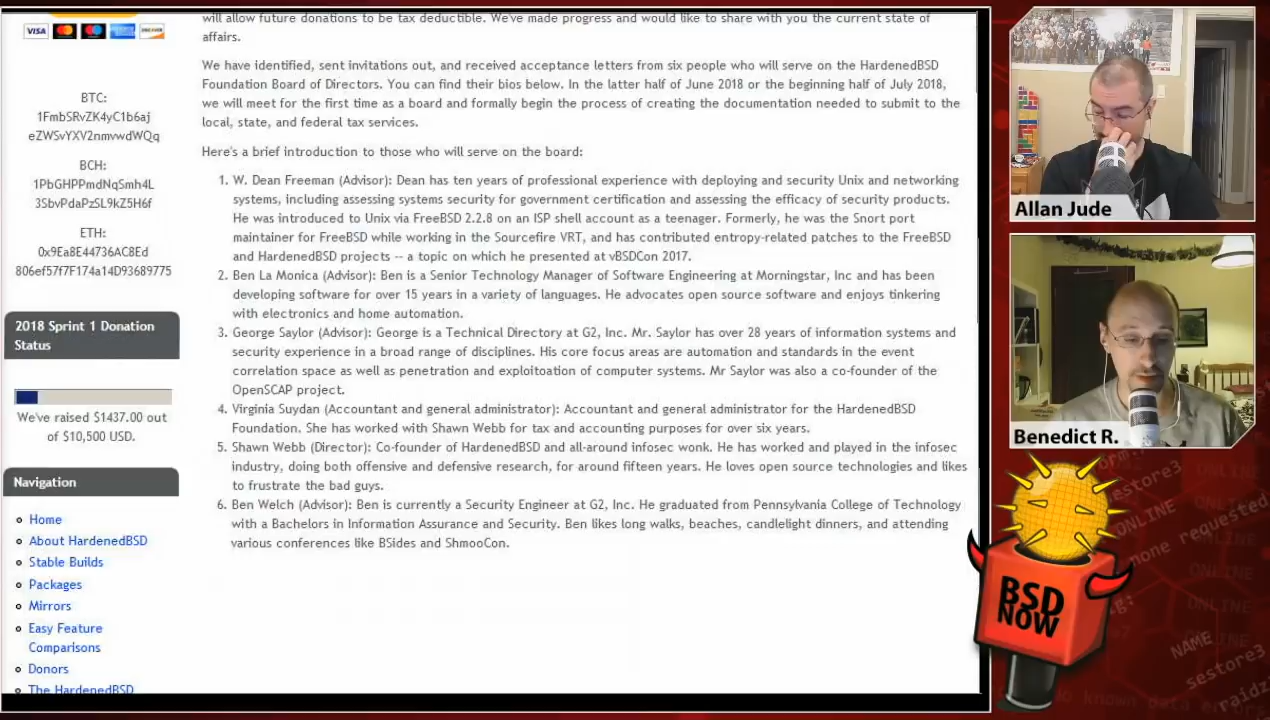 VISA
BTC:
1FmbSRvZK4yC1b6aj
eZWSvYXV2nmvwdWQq
BCH:
1PbGHPPmdNqSmh4L
3SbvPdaPzSL9kZ5H6f
ETH:
0x9Ea8E44736AC8Ed
806ef57f7F174a14D93689775
2018 Sprint 1 Donation
Status
We've raised $1437.00 out
of $10,500 USD.
Navigation
Home
About HardenedBSD
Stable Builds
Packages
Mirrors
Easy Feature
Comparisons
Donors
The HardenedBSD
will allow future donations to be tax deductible. We've made progress and would like to share with you the current state of
affairs.
We have identified, sent invitations out, and received acceptance letters from six people who will serve on the HardenedBSD
Foundation Board of Directors. You can find their bios below. In the latter half of June 2018 or the beginning half of July 2018,
we will meet for the first time as a board and formally begin the process of creating the documentation needed to submit to the
local, state, and federal tax services.
Here's a brief introduction to those who will serve on the board:
1. W. Dean Freeman (Advisor): Dean has ten years of professional experience with deploying and security Unix and networking
systems, including assessing systems security for government certification and assessing the efficacy of security products.
He was introduced to Unix via FreeBSD 2.2.8 on an ISP shell account as a teenager. Formerly, he was the Snort port
maintainer for FreeBSD while working in the Sourcefire VRT, and has contributed entropy-related patches to the FreeBSD
and HardenedBSD projects -- a topic on which he presented at vBSDCon 2017.
2. Ben La Monica (Advisor): Ben is a Senior Technology Manager of Software Engineering at Morningstar, Inc and has been
developing software for over 15 years in a variety of languages. He advocates open source software and enjoys tinkering
with electronics and home automation.
3. George Saylor (Advisor): George is a Technical Directory at G2, Inc. Mr. Saylor has over 28 years of information systems and
security experience in a broad range of disciplines. His core focus areas are automation and standards in the event
correlation space as well as penetration and exploitoation of computer systems. Mr Saylor was also a co-founder of the
OpenSCAP project.
4. Virginia Suydan (Accountant and general administrator): Accountant and general administrator for the HardenedBSD
Foundation. She has worked with Shawn Webb for tax and accounting purposes for over six years.
5. Shawn Webb (Director): Co-founder of HardenedBSD and all-around infosec wonk. He has worked and played in the infosec
industry, doing both offensive and defensive research, for around fifteen years. He loves open source technologies and likes
to frustrate the bad guys.
6. Ben Welch (Advisor): Ben is currently a Security Engineer at G2, Inc. He graduated from Pennsylvania College of Technology
with a Bachelors in Information Assurance and Security. Ben likes long walks, beaches, candlelight dinners, and attending
various conferences like BSides and ShmooCon.
Allan Jude
Benedict R.
BSD
NOW